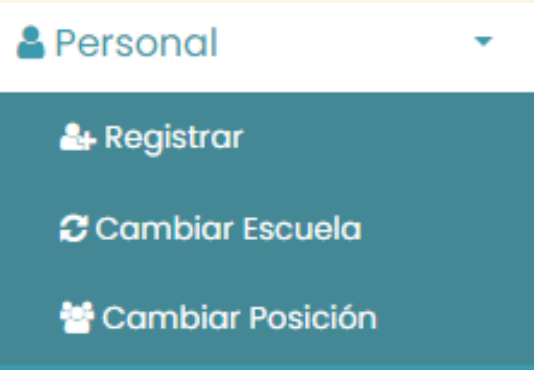 Personal
Registrar
Cambiar Escuela
Cambiar Posición